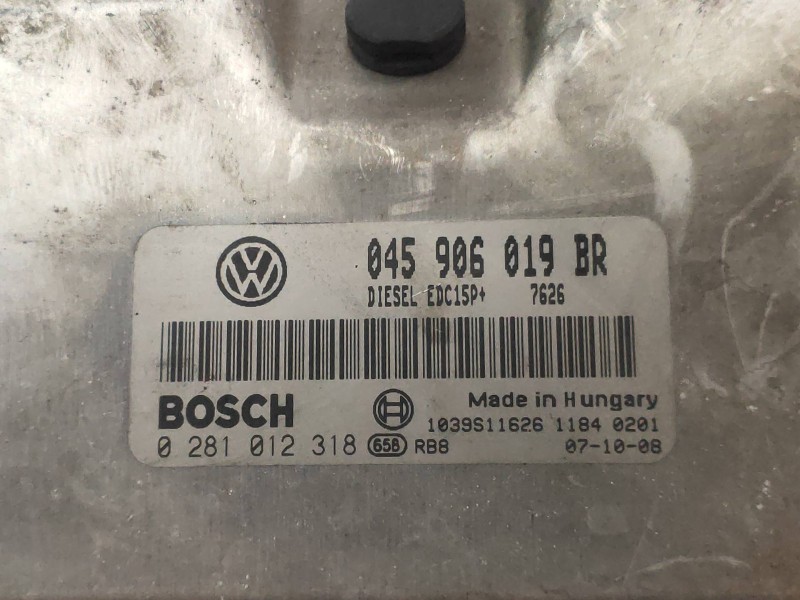 045 906 019 BR
DIESEL EDC15P+ 7626
BOSCH
Made in Hungary
1039S11626 1184 0201
0 281 012 318 658 RB8 07-10-08